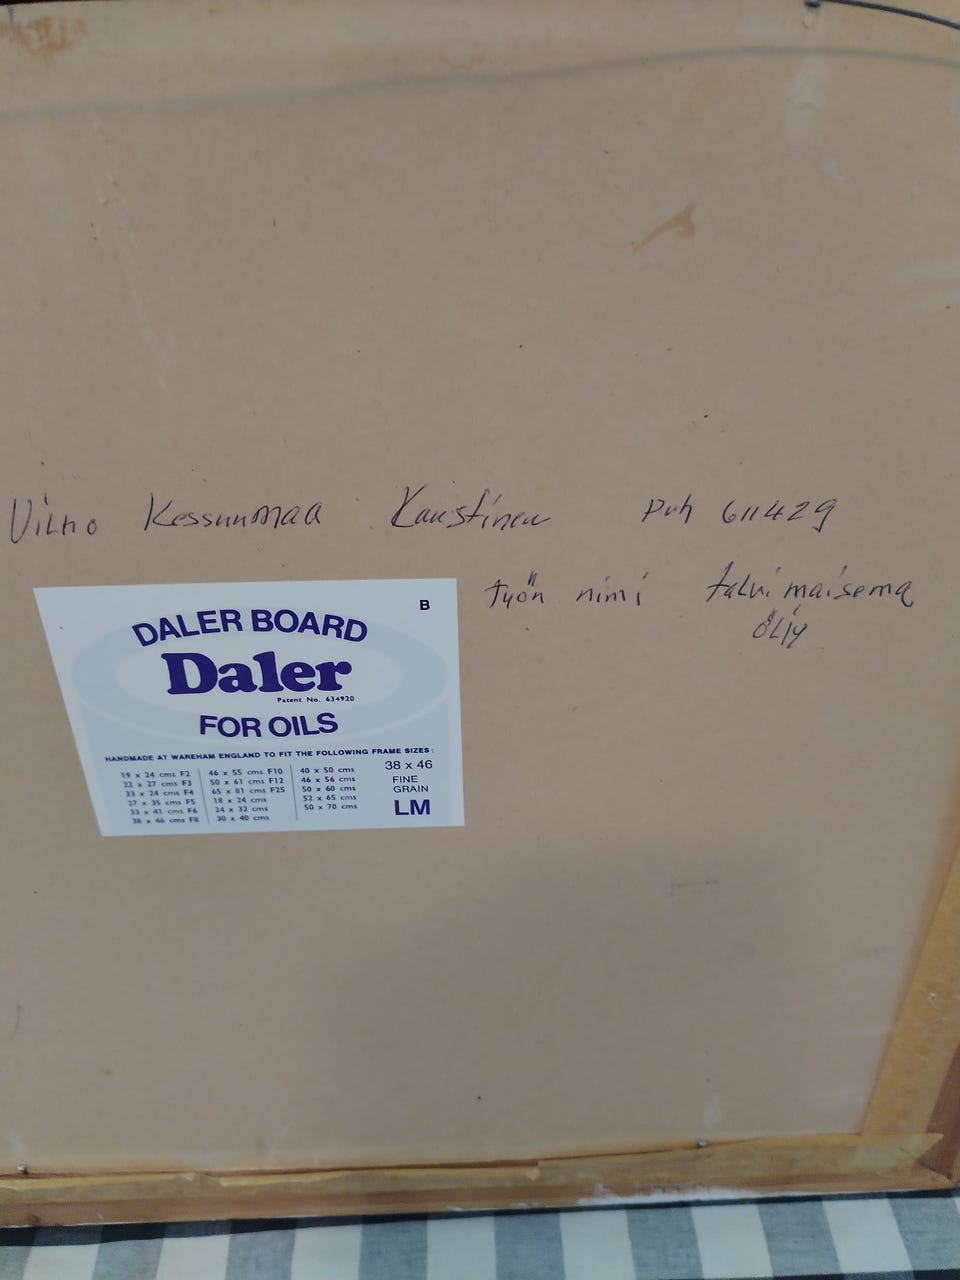 Vilho Kessunmaa Kaustinen Puh 611429
työn nimi talvimaisema
öljy
B
DALER BOARD
Daler
Patent No. 634920
FOR OILS
HANDMADE AT WAREHAM ENGLAND TO FIT THE FOLLOWING FRAME SIZES:
19 x 24 cms F2 46 x 55 cms F10 40 x 50 cms 38 x 46
22 x 27 cms F3 50 x 61 cms F12 46 x 56 cms FINE
33 x 24 cms F4 65 x 81 cms F25 50 x 60 cms GRAIN
27 x 35 cms F5 18 x 24 cms 52 x 65 cms LM
33 x 41 cms F6 24 x 32 cms 50 x 70 cms
38 x 46 cms F8 30 x 40 cms